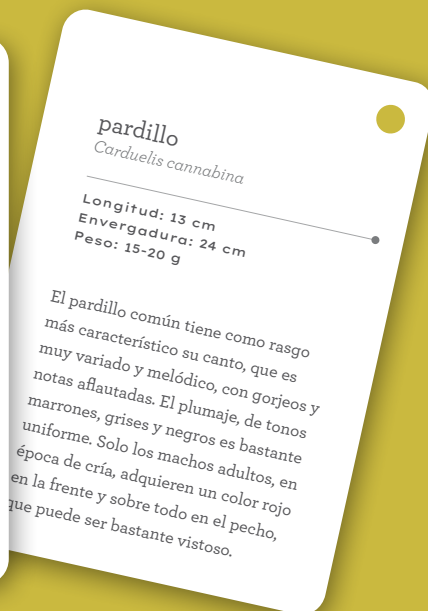 pardillo
Carduelis cannabina
Longitud: 13 cm
Envergadura: 24 cm
Peso: 15-20 g
El pardillo común tiene como rasgo
más característico su canto, que es
muy variado y melódico, con gorjeos y
notas aflautadas. El plumaje, de tonos
marrones, grises y negros es bastante
uniforme. Solo los machos adultos, en
época de cría, adquieren un color rojo
en la frente y sobre todo en el pecho,
que puede ser bastante vistoso.